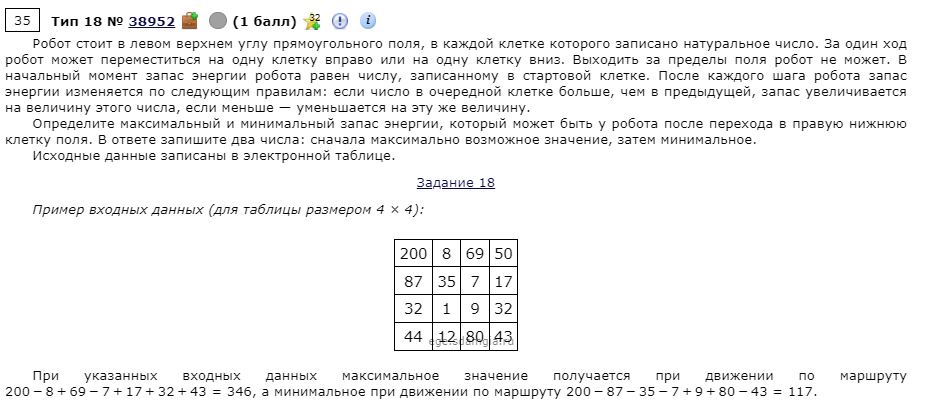 35 Тип 18 № 38952 (1 балл) 32 i
Робот стоит в левом верхнем углу прямоугольного поля, в каждой клетке которого записано натуральное число. За один ход
робот может переместиться на одну клетку вправо или на одну клетку вниз. Выходить за пределы поля робот не может. В
начальный момент запас энергии робота равен числу, записанному в стартовой клетке. После каждого шага робота запас
энергии изменяется по следующим правилам: если число в очередной клетке больше, чем в предыдущей, запас увеличивается
на величину этого числа, если меньше — уменьшается на эту же величину.
Определите максимальный и минимальный запас энергии, который может быть у робота после перехода в правую нижнюю
клетку поля. В ответе запишите два числа: сначала максимально возможное значение, затем минимальное.
Исходные данные записаны в электронной таблице.
Задание 18
Пример входных данных (для таблицы размером 4 × 4):
200 8 69 50
87 35 7 17
32 1 9 32
44 12 80 43
ege.sdamgia.ru
При указанных входных данных максимальное значение получается при движении по маршруту
200 – 8 + 69 – 7 + 17 + 32 + 43 = 346, а минимальное при движении по маршруту 200 – 87 – 35 – 7 + 9 + 80 – 43 = 117.